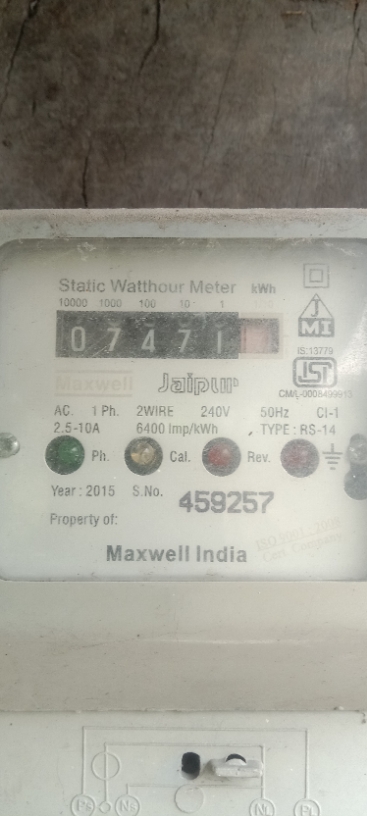 Static Watthour Meter kWh
10000 1000 100 10 1
0 7 4 7 1
JMI
IS:13779
ISI
Maxwell Jaipur
AC. 1 Ph. 2WIRE 240V 50Hz Cl-1
2.5-10A 6400 Imp/kWh TYPE : RS-14
Ph. Cal. Rev.
Year : 2015 S.No. 459257
Property of:
Maxwell India